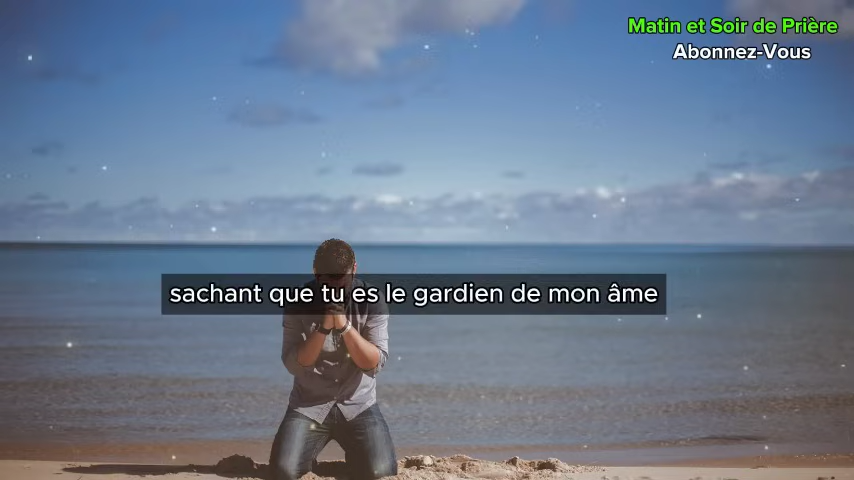 Matin et Soir de Prière
Abonnez-Vous
sachant que tu es le gardien de mon âme